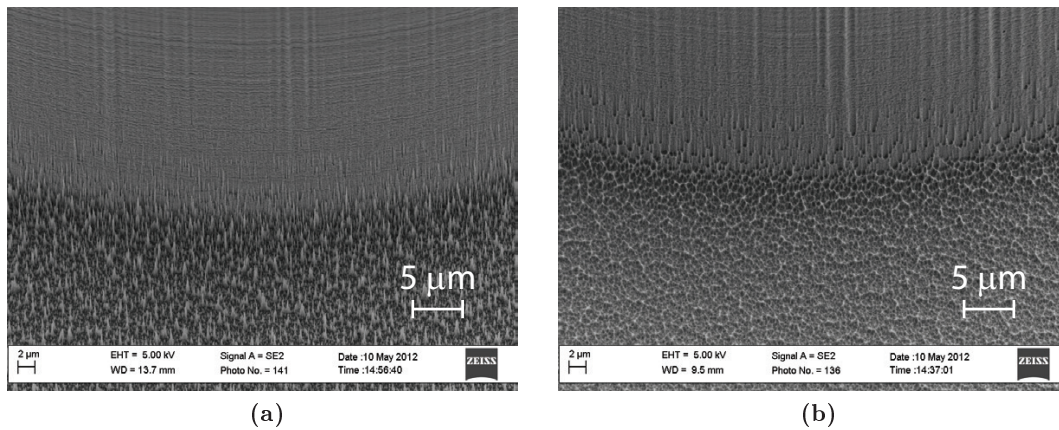 5 μm
2 μm
EHT = 5.00 kV Signal A = SE2 Date :10 May 2012
WD = 13.7 mm Photo No. = 141 Time :14:56:40
ZEISS
(a)
5 μm
2 μm
EHT = 5.00 kV Signal A = SE2 Date :10 May 2012
WD = 9.5 mm Photo No. = 136 Time :14:37:01
ZEISS
(b)